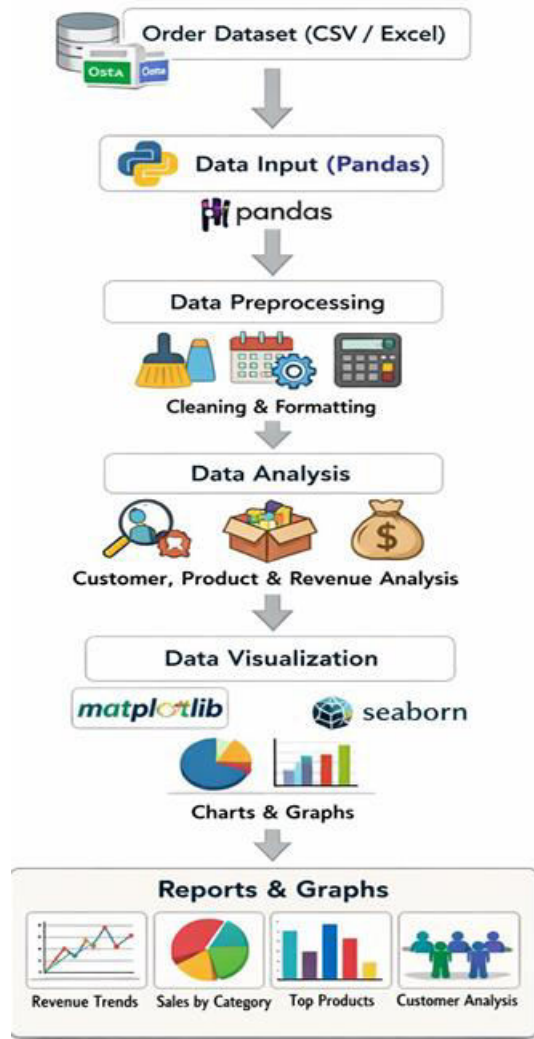 Order Dataset (CSV / Excel)
OstA
Data Input (Pandas)
pandas
Data Preprocessing
Cleaning & Formatting
Data Analysis
$
Customer, Product & Revenue Analysis
Data Visualization
matplotlib
seaborn
Charts & Graphs
Reports & Graphs
Revenue Trends
Sales by Category
Top Products
Customer Analysis